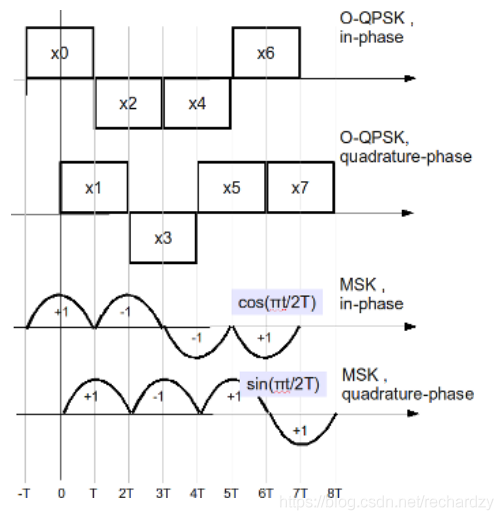 O-QPSK ,
in-phase
x0
x6
x2
x4
O-QPSK,
quadrature-phase
x1
x5
x7
x3
MSK ,
in-phase
cos(πt/2T)
+1
-1
-1
+1
MSK ,
quadrature-phase
sin(πt/2T)
+1
-1
+1
+1
-T 0 T 2T 3T 4T 5T 6T 7T 8T
https://blog.csdn.net/rechardzy